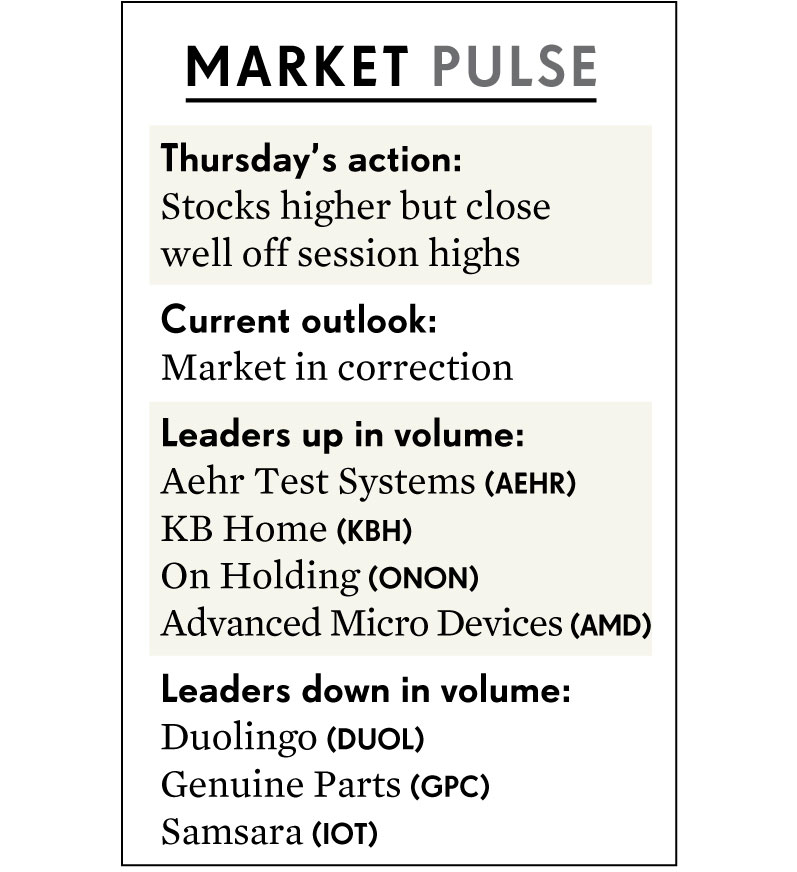 MARKET PULSE
Thursday's action:
Stocks higher but close
well off session highs
Current outlook:
Market in correction
Leaders up in volume:
Aehr Test Systems (AEHR)
KB Home (KBH)
On Holding (ONON)
Advanced Micro Devices (AMD)
Leaders down in volume:
Duolingo (DUOL)
Genuine Parts (GPC)
Samsara (IOT)